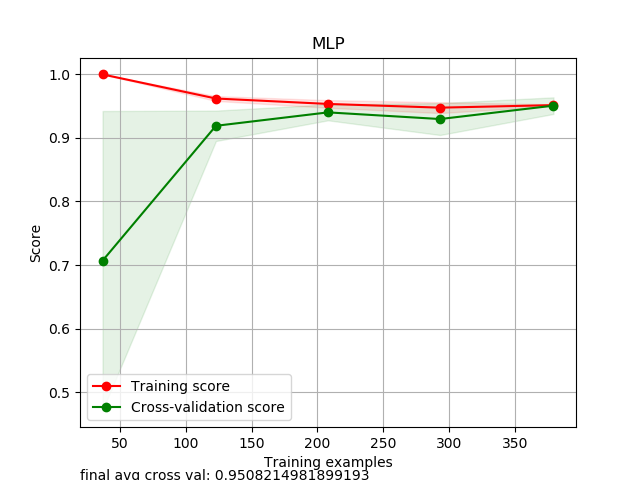 MLP
1.0
0.9
0.8
0.7
0.6
0.5
Score
Training score
Cross-validation score
50 100 150 200 250 300 350
Training examples
final avg cross val: 0.9508214981899193